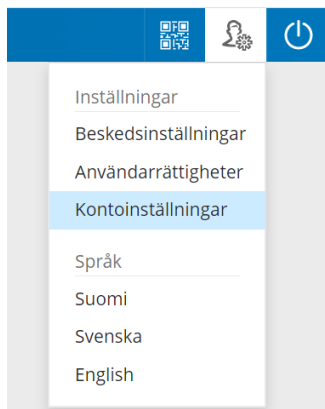 Inställningar
Beskedsinställningar
Användarrättigheter
Kontoinställningar
Språk
Suomi
Svenska
English